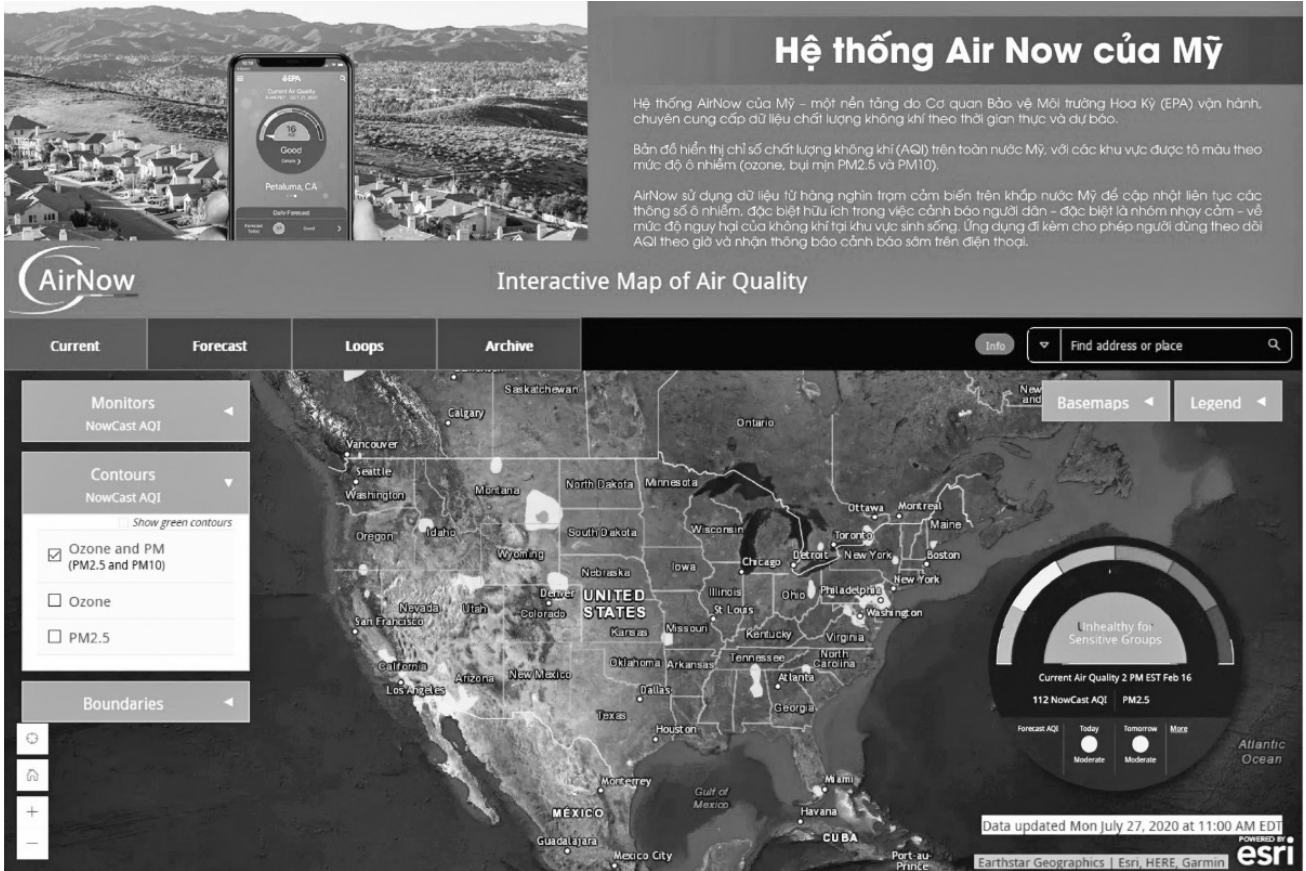 Hệ thống Air Now của Mỹ
Hệ thống AirNow của Mỹ – một nền tảng do Cơ quan Bảo vệ Môi trường Hoa Kỳ (EPA) vận hành,
chuyên cung cấp dữ liệu chất lượng không khí theo thời gian thực và dự báo.
Bản đồ hiển thị chỉ số chất lượng không khí (AQI) trên toàn nước Mỹ, với các khu vực được tô màu theo
mức độ ô nhiễm (ozone, bụi mịn PM2.5 và PM10).
AirNow sử dụng dữ liệu từ hàng nghìn trạm cảm biến trên khắp nước Mỹ để cập nhật liên tục các
thông số ô nhiễm, đặc biệt hữu ích trong việc cảnh báo người dân – đặc biệt là nhóm nhạy cảm – về
mức độ nguy hại của không khí tại khu vực sinh sống. Ứng dụng đi kèm cho phép người dùng theo dõi
AQI theo giờ và nhận thông báo cảnh báo sớm trên điện thoại.
EPA
Current Air Quality
16
AQI
Good
Details
Petaluma, CA
Daily Forecast
Forecast
Today
Good
AirNow
Interactive Map of Air Quality
Current
Forecast
Loops
Archive
Info
Find address or place
Monitors
NowCast AQI
Contours
NowCast AQI
Show green contours
Ozone and PM
(PM2.5 and PM10)
Ozone
PM2.5
Boundaries
Basemaps
Legend
New
and
Saskatchewan
Calgary
Ontario
Vancouver
Seattle
Washington
Montana
North Dakota
Minnesota
Ottawa
Montreal
Maine
Oregon
Idaho
South Dakota
Wisconsin
Toronto
Wyoming
Detroit
New York
Boston
Chicago
Iowa
Nebraska
New York
Denver
UNITED
STATES
Illinois
Ohio
Philadelphia
Nevada
Utah
Colorado
St Louis
Washington
San Francisco
Kansas
Missouri
Kentucky
Virginia
California
Oklahoma
Arkansas
Tennessee
North
Carolina
Arizona
New Mexico
Atlanta
Los Angeles
Dallas
Georgia
Texas
Houston
Monterrey
Gulf of
Mexico
Miami
MÉXICO
Havana
CUBA
Guadalajara
Mexico City
Port-au-
Prince
Atlantic
Ocean
Unhealthy for
Sensitive Groups
Current Air Quality 2 PM EST Feb 16
112 NowCast AQI
PM2.5
Forecast AQI
Today
Moderate
Tomorrow
Moderate
More
Data updated Mon July 27, 2020 at 11:00 AM EDT
POWERED BY
esri
Earthstar Geographics | Esri, HERE, Garmin